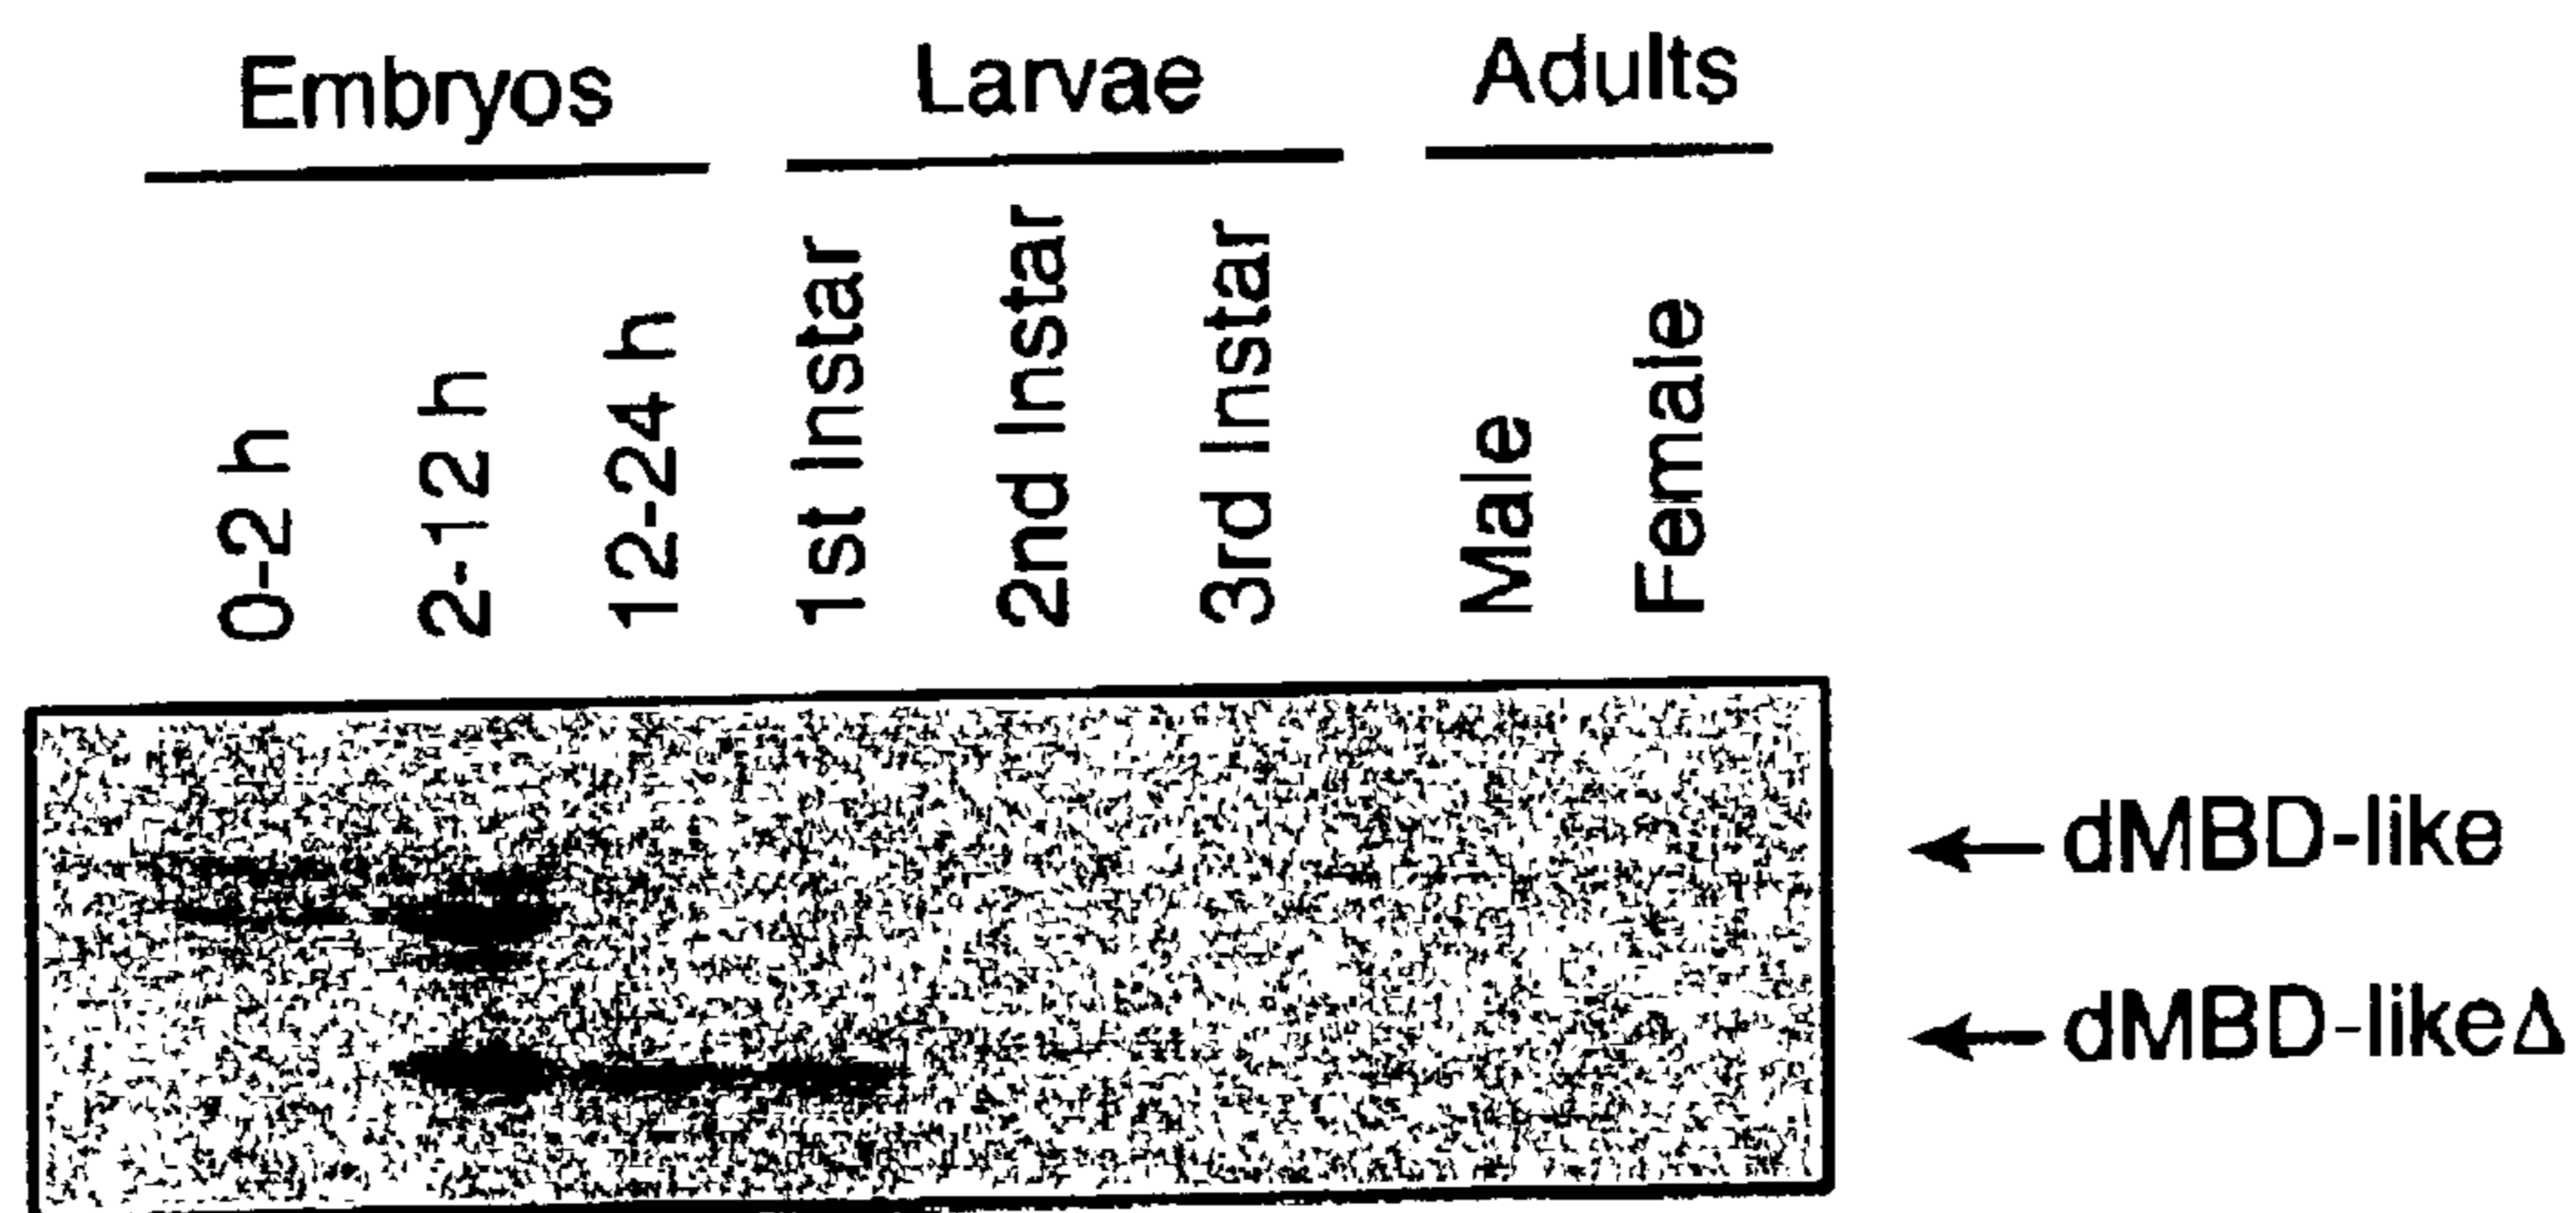 Embryos Larvae Adults
0-2 h
2-12 h
12-24 h
1st Instar
2nd Instar
3rd Instar
Male
Female
dMBD-like
dMBD-likeΔ